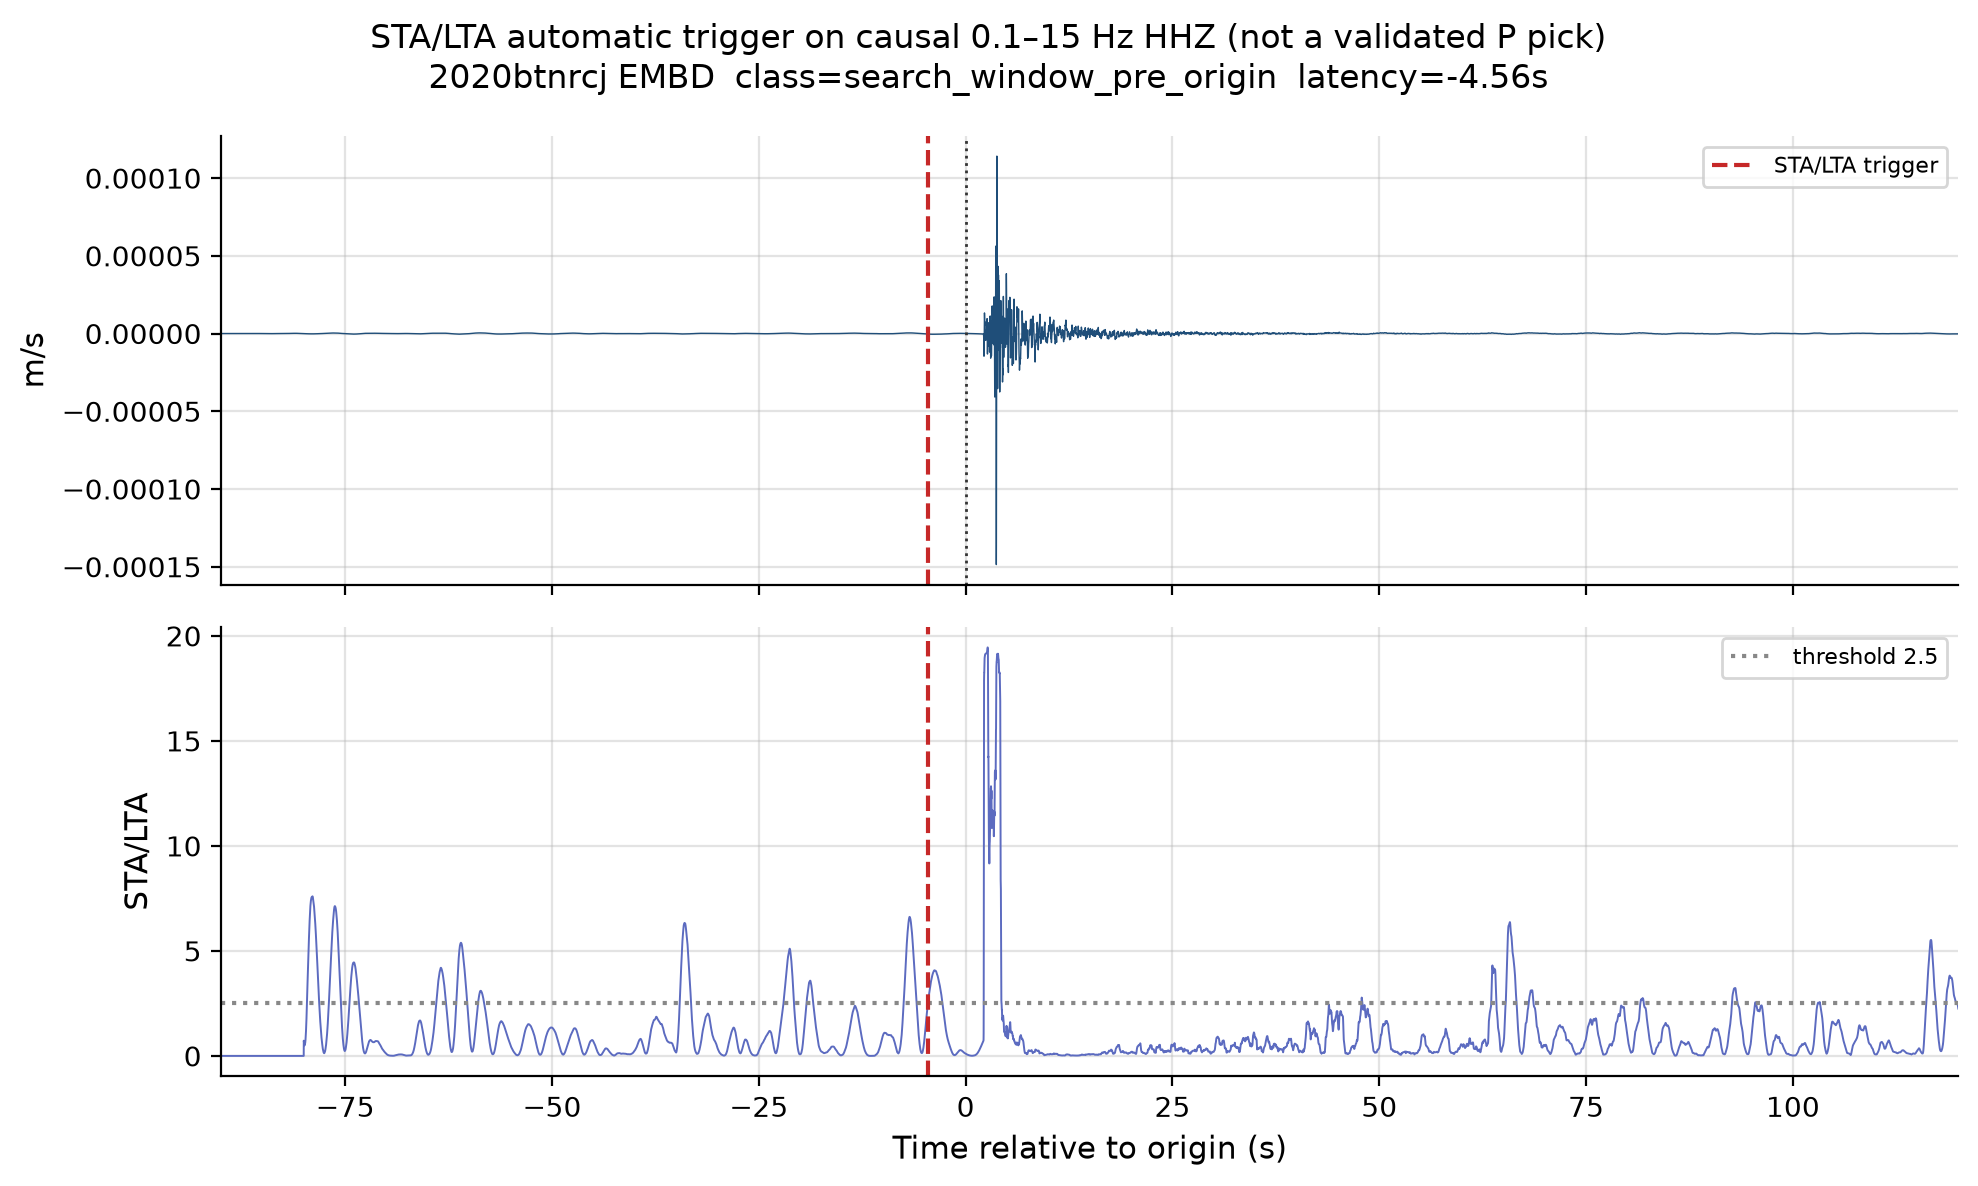 STA/LTA automatic trigger on causal 0.1–15 Hz HHZ (not a validated P pick)
2020btnrcj EMBD  class=search_window_pre_origin  latency=-4.56s
STA/LTA trigger
0.00010
0.00005
0.00000
−0.00005
−0.00010
−0.00015
m/s
threshold 2.5
20
15
10
5
0
STA/LTA
−75
−50
−25
0
25
50
75
100
Time relative to origin (s)